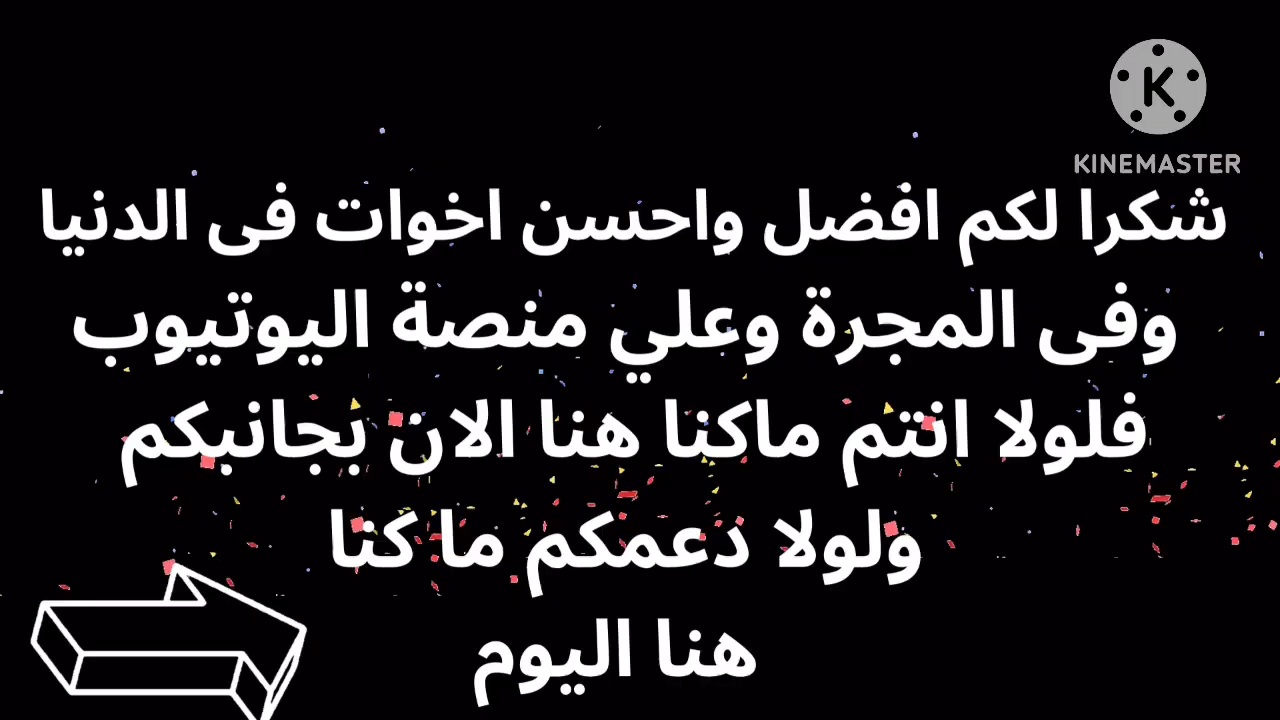 KINEMASTER
شكرا لكم افضل واحسن اخوات فى الدنيا
وفى المجرة وعلي منصة اليوتيوب
فلولا انتم ماكنا هنا الان بجانبكم
ولولا دعمكم ما كنا
هنا اليوم